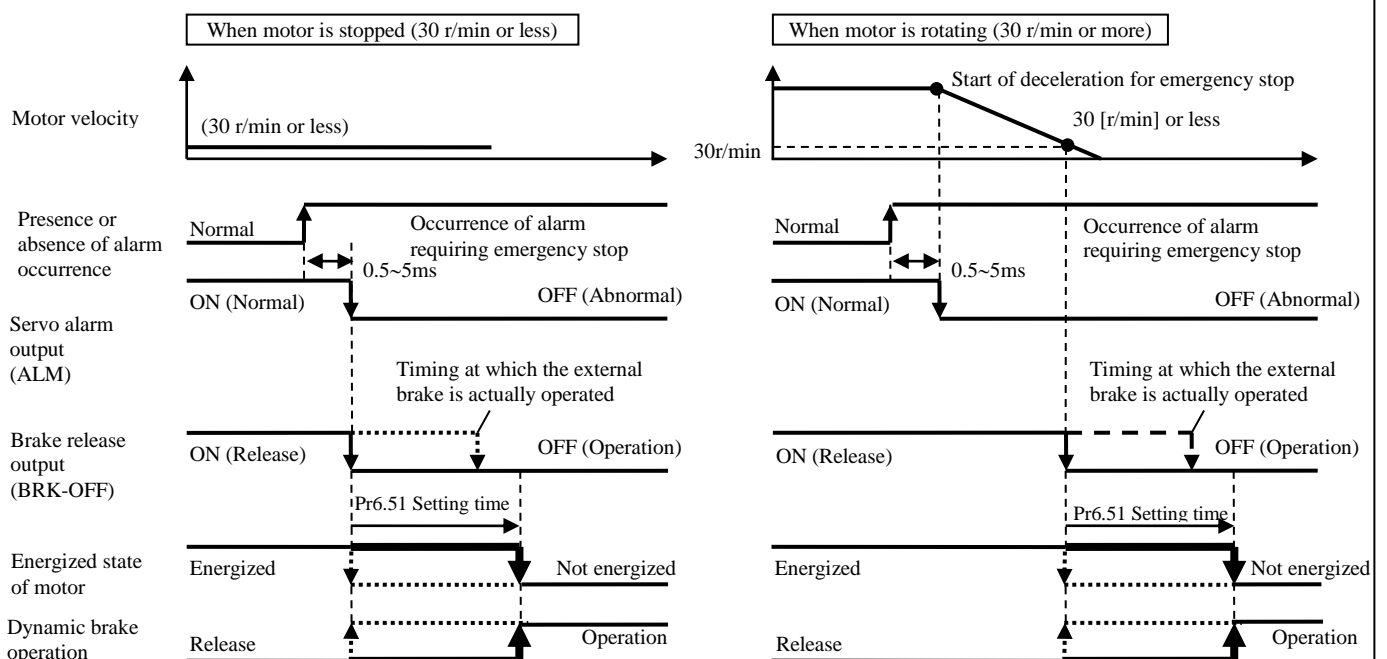 When motor is stopped (30 r/min or less)
When motor is rotating (30 r/min or more)
Motor velocity
(30 r/min or less)
Start of deceleration for emergency stop
30 [r/min] or less
30r/min
Presence or
absence of alarm
occurrence
Normal
Occurrence of alarm
requiring emergency stop
0.5~5ms
Normal
Occurrence of alarm
requiring emergency stop
0.5~5ms
Servo alarm
output
(ALM)
ON (Normal)
OFF (Abnormal)
ON (Normal)
OFF (Abnormal)
Timing at which the external
brake is actually operated
Timing at which the external
brake is actually operated
Brake release
output
(BRK-OFF)
ON (Release)
OFF (Operation)
ON (Release)
OFF (Operation)
Pr6.51 Setting time
Pr6.51 Setting time
Energized state
of motor
Energized
Not energized
Energized
Not energized
Dynamic brake
operation
Release
Operation
Release
Operation